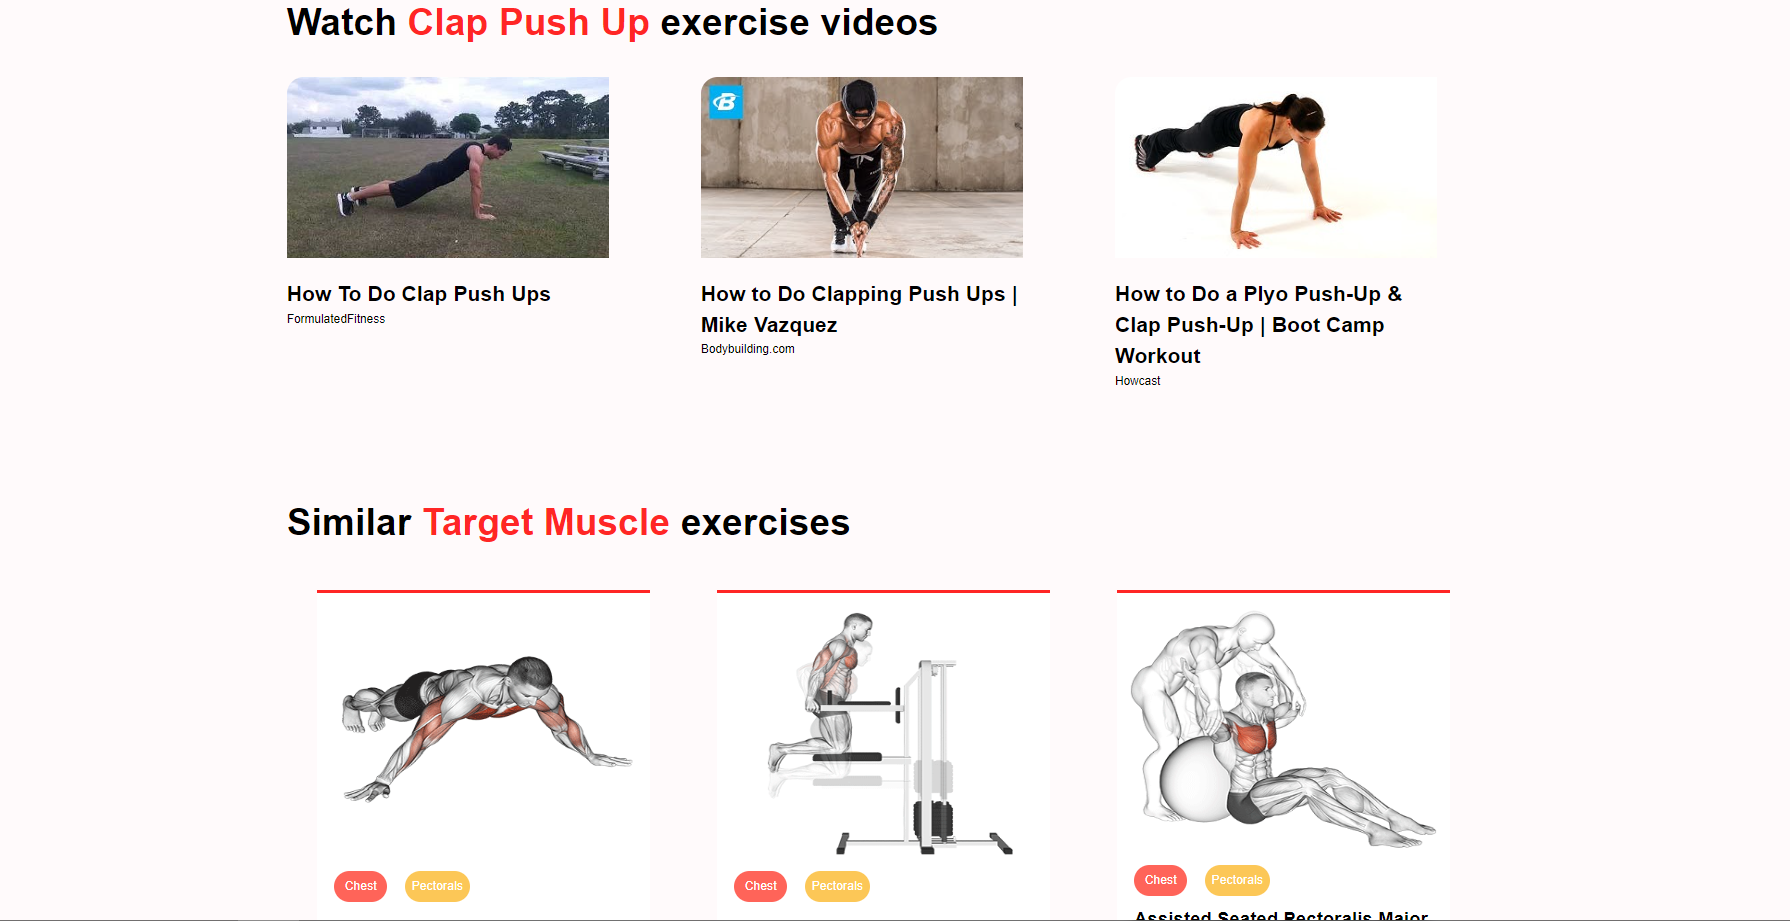 Watch Clap Push Up exercise videos
B
How To Do Clap Push Ups
FormulatedFitness
How to Do Clapping Push Ups |
Mike Vazquez
Bodybuilding.com
How to Do a Plyo Push-Up &
Clap Push-Up | Boot Camp
Workout
Howcast
Similar Target Muscle exercises
Chest
Pectorals
Chest
Pectorals
Chest
Pectorals
Assisted Seated Pectoralis Major